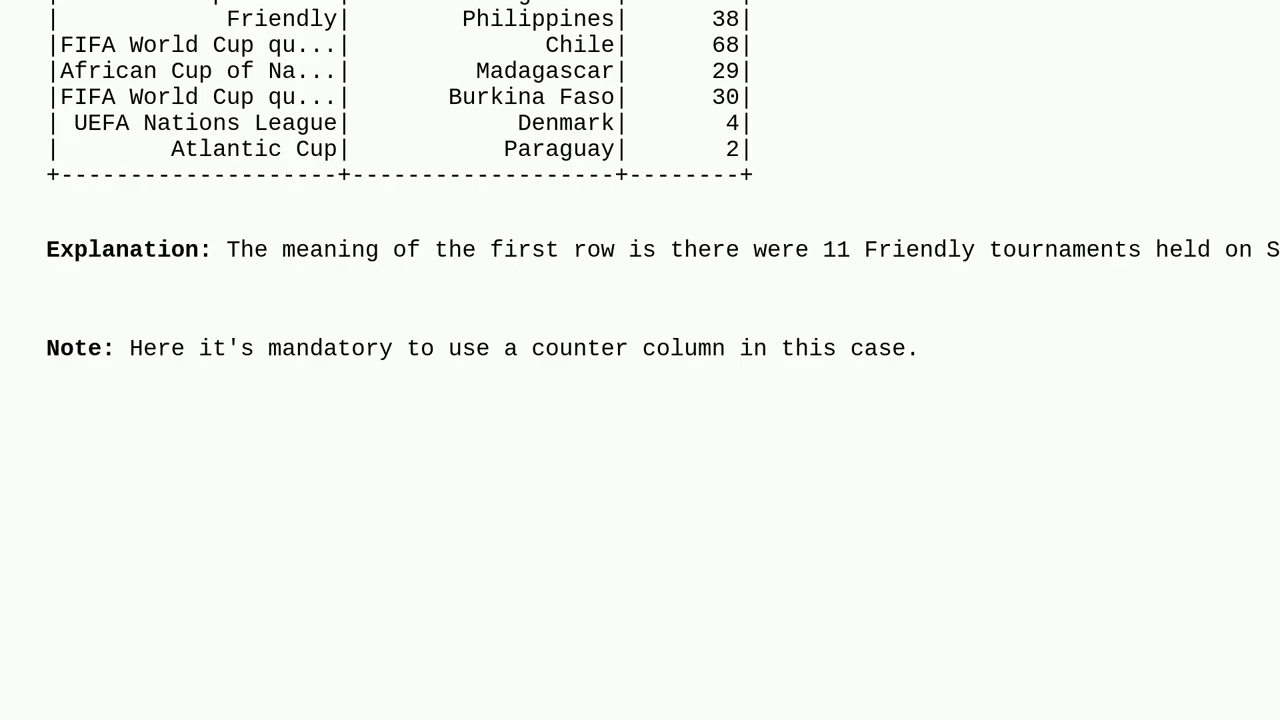 | Friendly| Philippines| 38|
|FIFA World Cup qu...| Chile| 68|
|African Cup of Na...| Madagascar| 29|
|FIFA World Cup qu...| Burkina Faso| 30|
| UEFA Nations League| Denmark| 4|
| Atlantic Cup| Paraguay| 2|
+--------------------+-------------------+--------+
Explanation: The meaning of the first row is there were 11 Friendly tournaments held on S
Note: Here it's mandatory to use a counter column in this case.